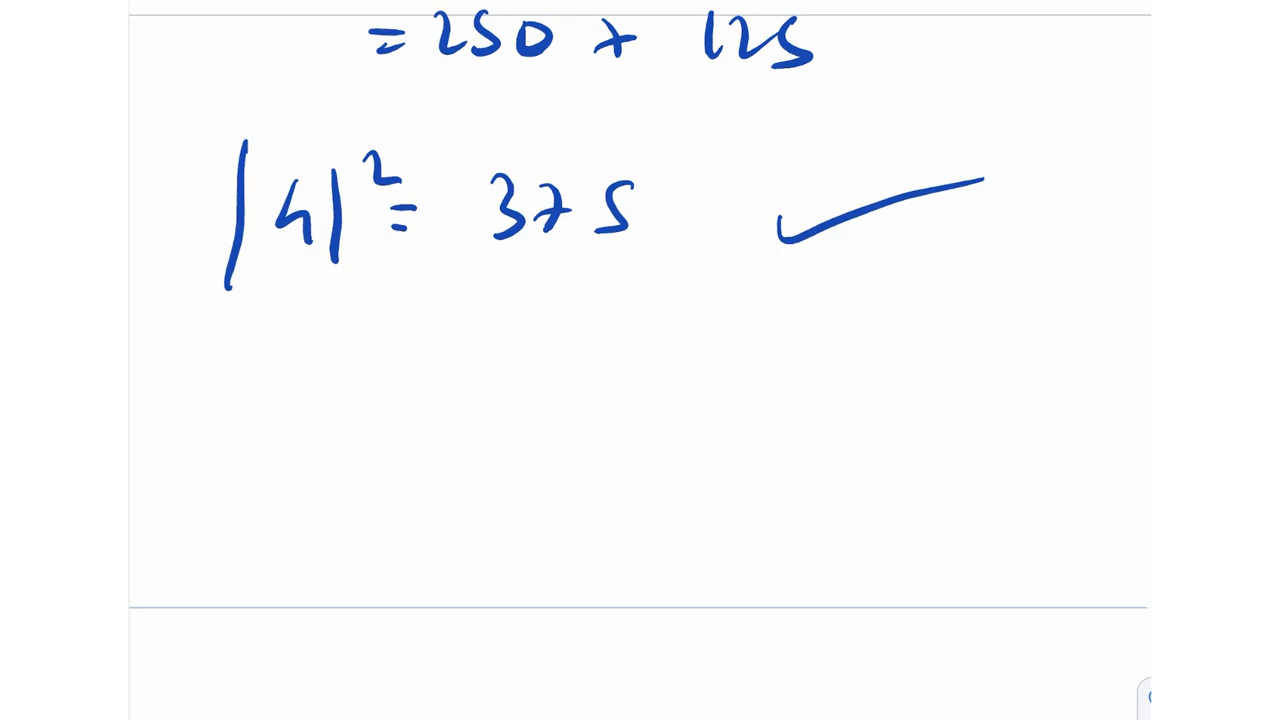 = 250 + 125
|4|² = 375